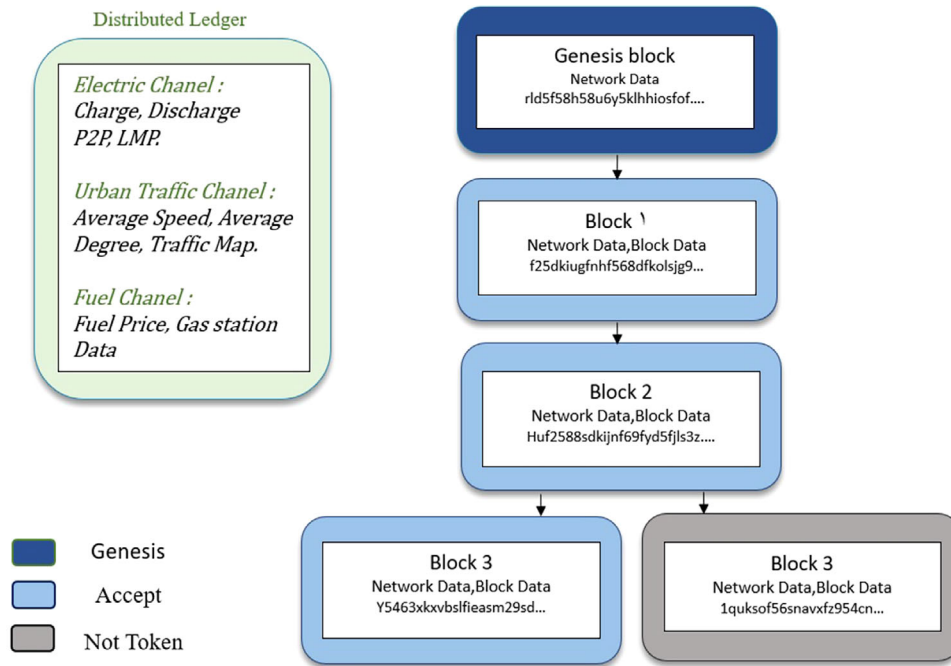 Distributed Ledger
Electric Chanel :
Charge, Discharge
P2P, LMP.
Urban Traffic Chanel :
Average Speed, Average
Degree, Traffic Map.
Fuel Chanel :
Fuel Price, Gas station
Data
Genesis block
Network Data
rld5f58h58u6y5klhhiosfof....
Block ۱
Network Data,Block Data
f25dkiugfnhf568dfkolsjg9...
Block 2
Network Data,Block Data
Huf2588sdkijnf69fyd5fjls3z....
Block 3
Network Data,Block Data
Y5463xkxvbslfieasm29sd...
Block 3
Network Data,Block Data
1quksof56snavxfz954cn...
Genesis
Accept
Not Token